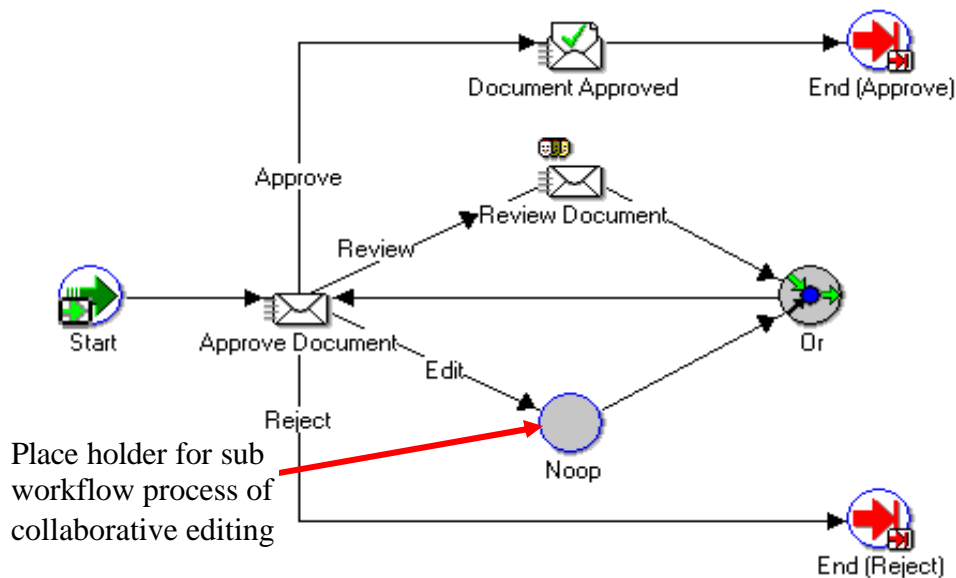 Document Approved
End (Approve)
Approve
Review Document
Review
Start
Approve Document
Or
Edit
Reject
Place holder for sub
workflow process of
collaborative editing
Noop
End (Reject)